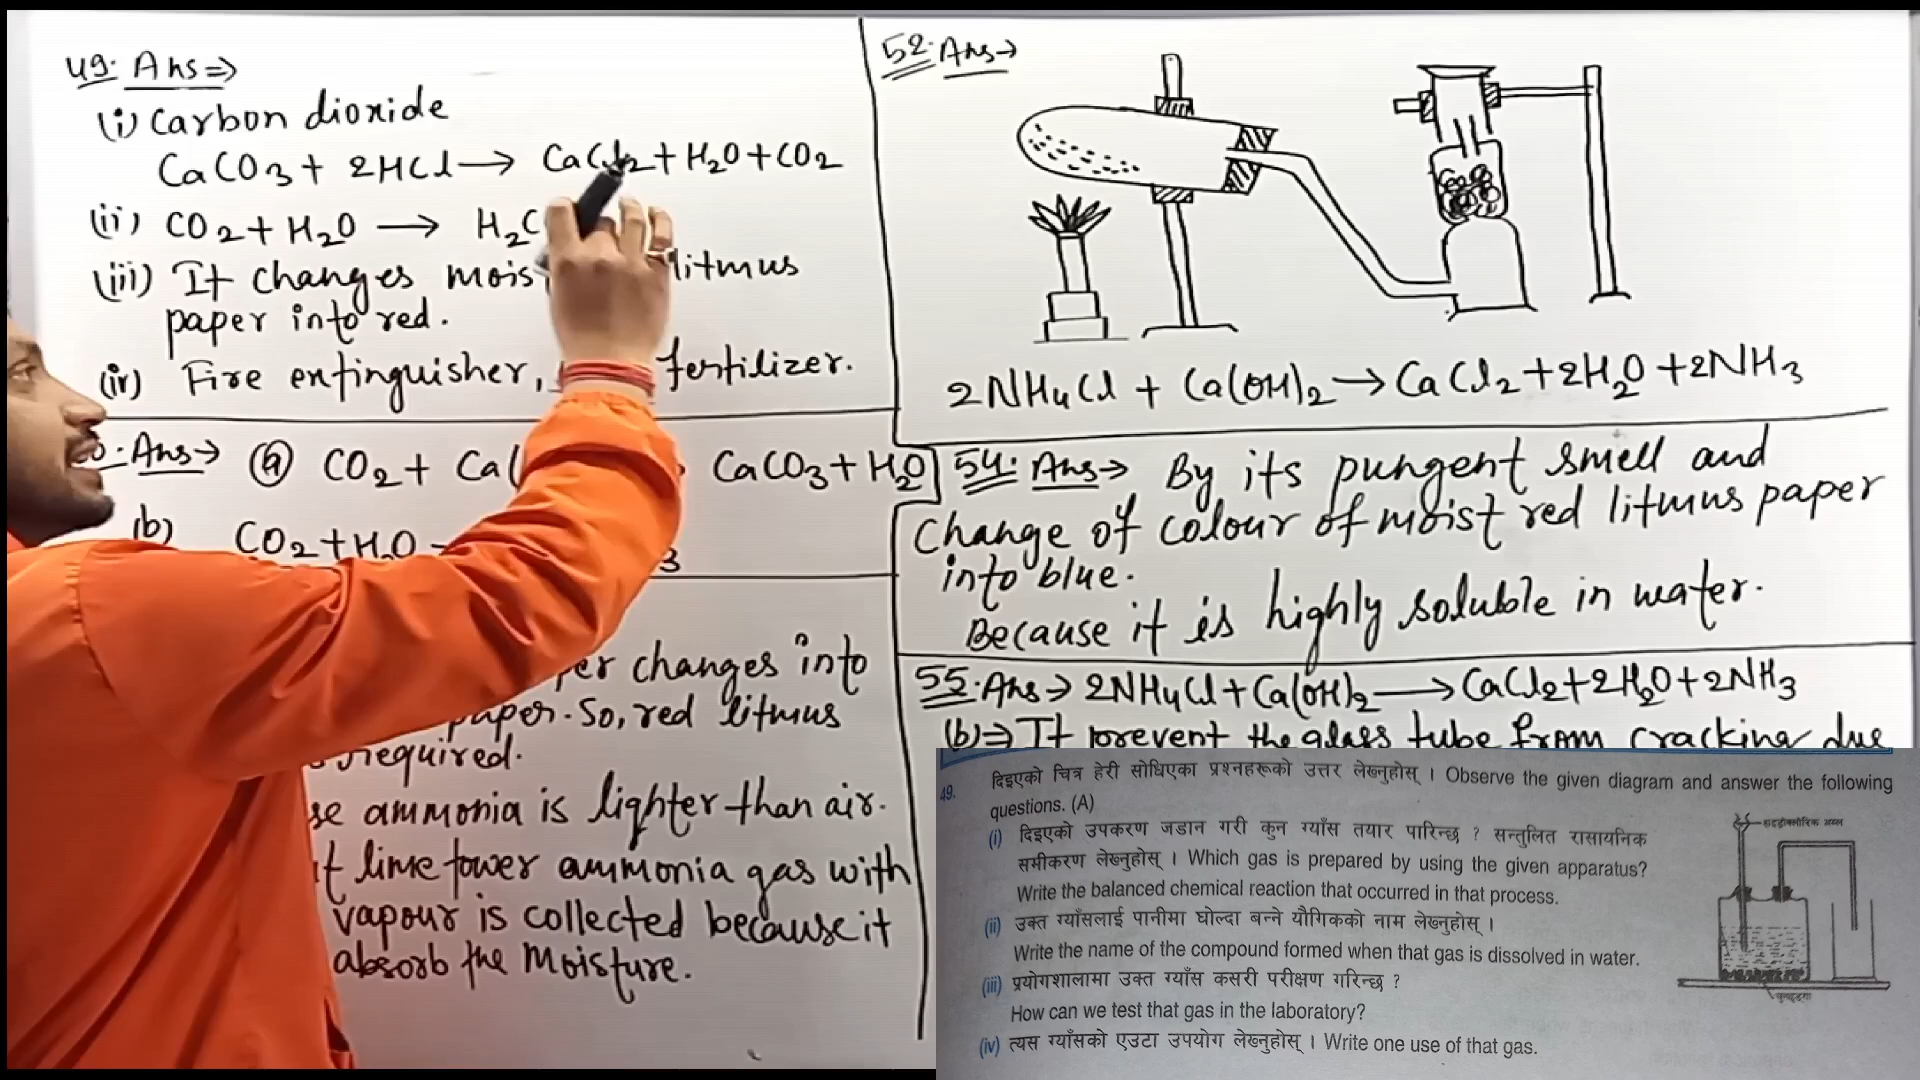 49. Ans ⇒
(i) Carbon dioxide
CaCO3 + 2HCl → CaCl2 + H2O + CO2
(ii) CO2 + H2O → H2C
(iii) It changes mois litmus
paper into red.
(iv) Fire extinguisher, fertilizer.
Ans → (a) CO2 + Ca( CaCO3 + H2O
(b) CO2 + H2O 3
changes into
paper. So, red litmus
required.
ammonia is lighter than air.
lime tower ammonia gas with
vapour is collected because it
absorb the Moisture.
52. Ans →
2NH4Cl + Ca(OH)2 → CaCl2 + 2H2O + 2NH3
54. Ans → By its pungent smell and
Change of colour of moist red litmus paper
into blue.
Because it is highly soluble in water.
55. Ans → 2NH4Cl + Ca(OH)2 → CaCl2 + 2H2O + 2NH3
(b) ⇒ It prevent the glass tube from cracking due
49. दिइएको चित्र हेरी सोधिएका प्रश्नहरूको उत्तर लेख्नुहोस् । Observe the given diagram and answer the following
questions. (A)
(i) दिइएको उपकरण जडान गरी कुन ग्याँस तयार पारिन्छ ? सन्तुलित रासायनिक
समीकरण लेख्नुहोस् । Which gas is prepared by using the given apparatus?
Write the balanced chemical reaction that occurred in that process.
(ii) उक्त ग्याँसलाई पानीमा घोल्दा बन्ने यौगिकको नाम लेख्नुहोस् ।
Write the name of the compound formed when that gas is dissolved in water.
(iii) प्रयोगशालामा उक्त ग्याँस कसरी परीक्षण गरिन्छ ?
How can we test that gas in the laboratory?
(iv) त्यस ग्याँसको एउटा उपयोग लेख्नुहोस् । Write one use of that gas.
हाइड्रोक्लोरिक अम्ल
चुनढुङ्गा